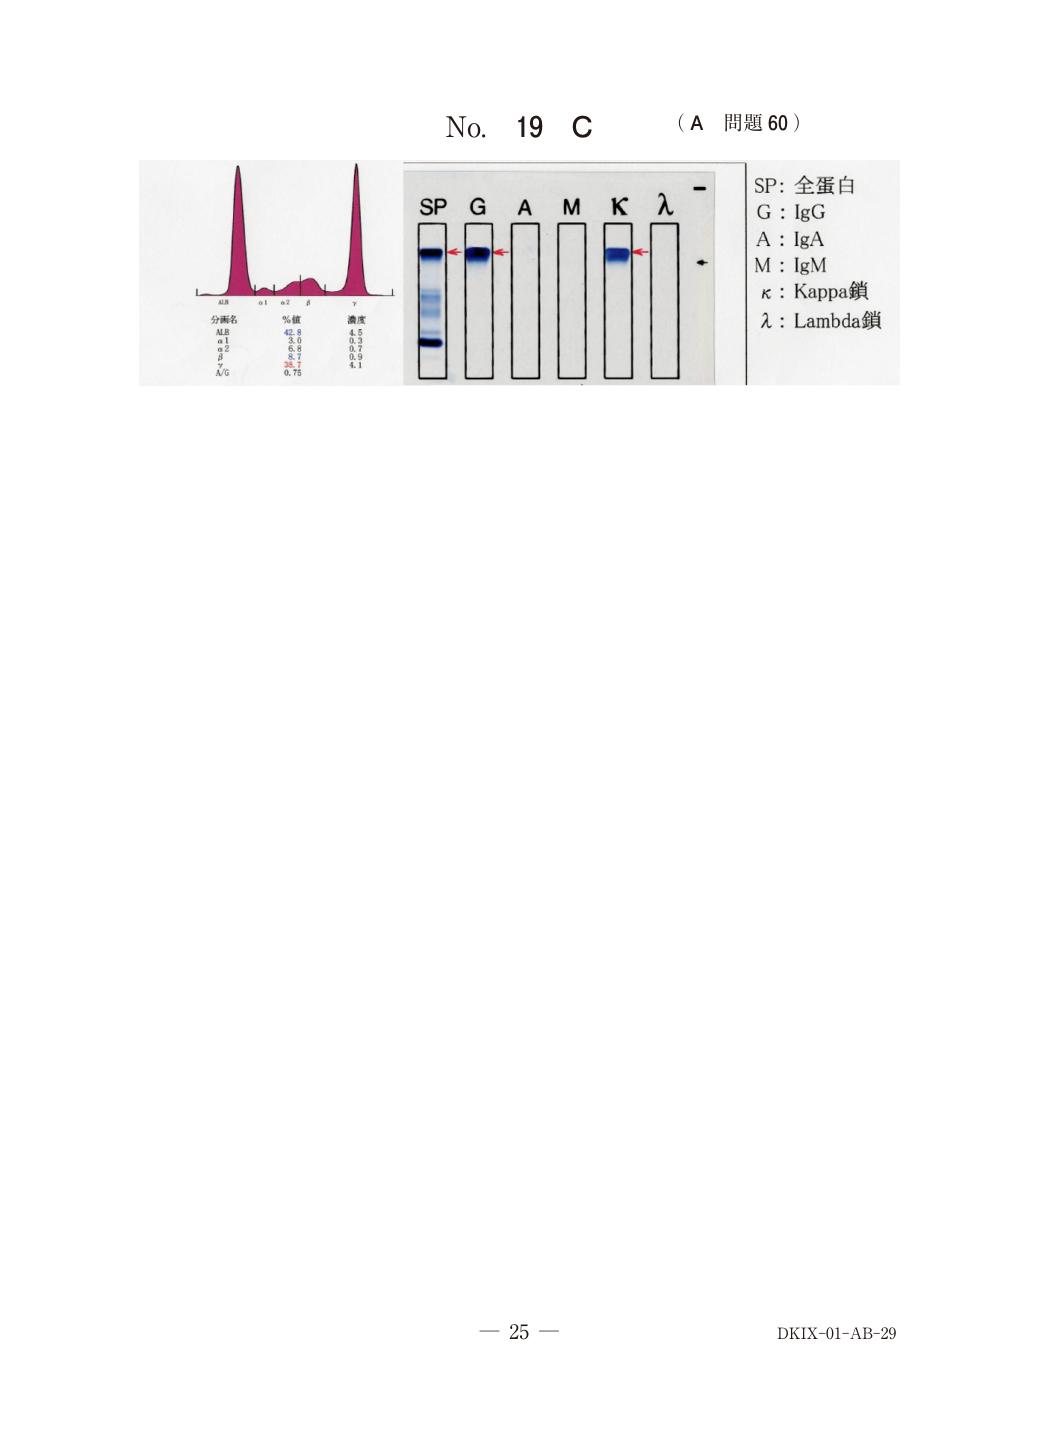 No. 19 C （A 問題60）
SP G A M κ λ
SP: 全蛋白
G : IgG
A : IgA
M : IgM
κ : Kappa鎖
λ : Lambda鎖
ALB α1 α2 β γ
分画名 %値 濃度
ALB 42.8 4.5
α1 3.0 0.3
α2 6.8 0.7
β 8.7 0.9
γ 38.7 4.1
A/G 0.75
— 25 —
DKIX-01-AB-29